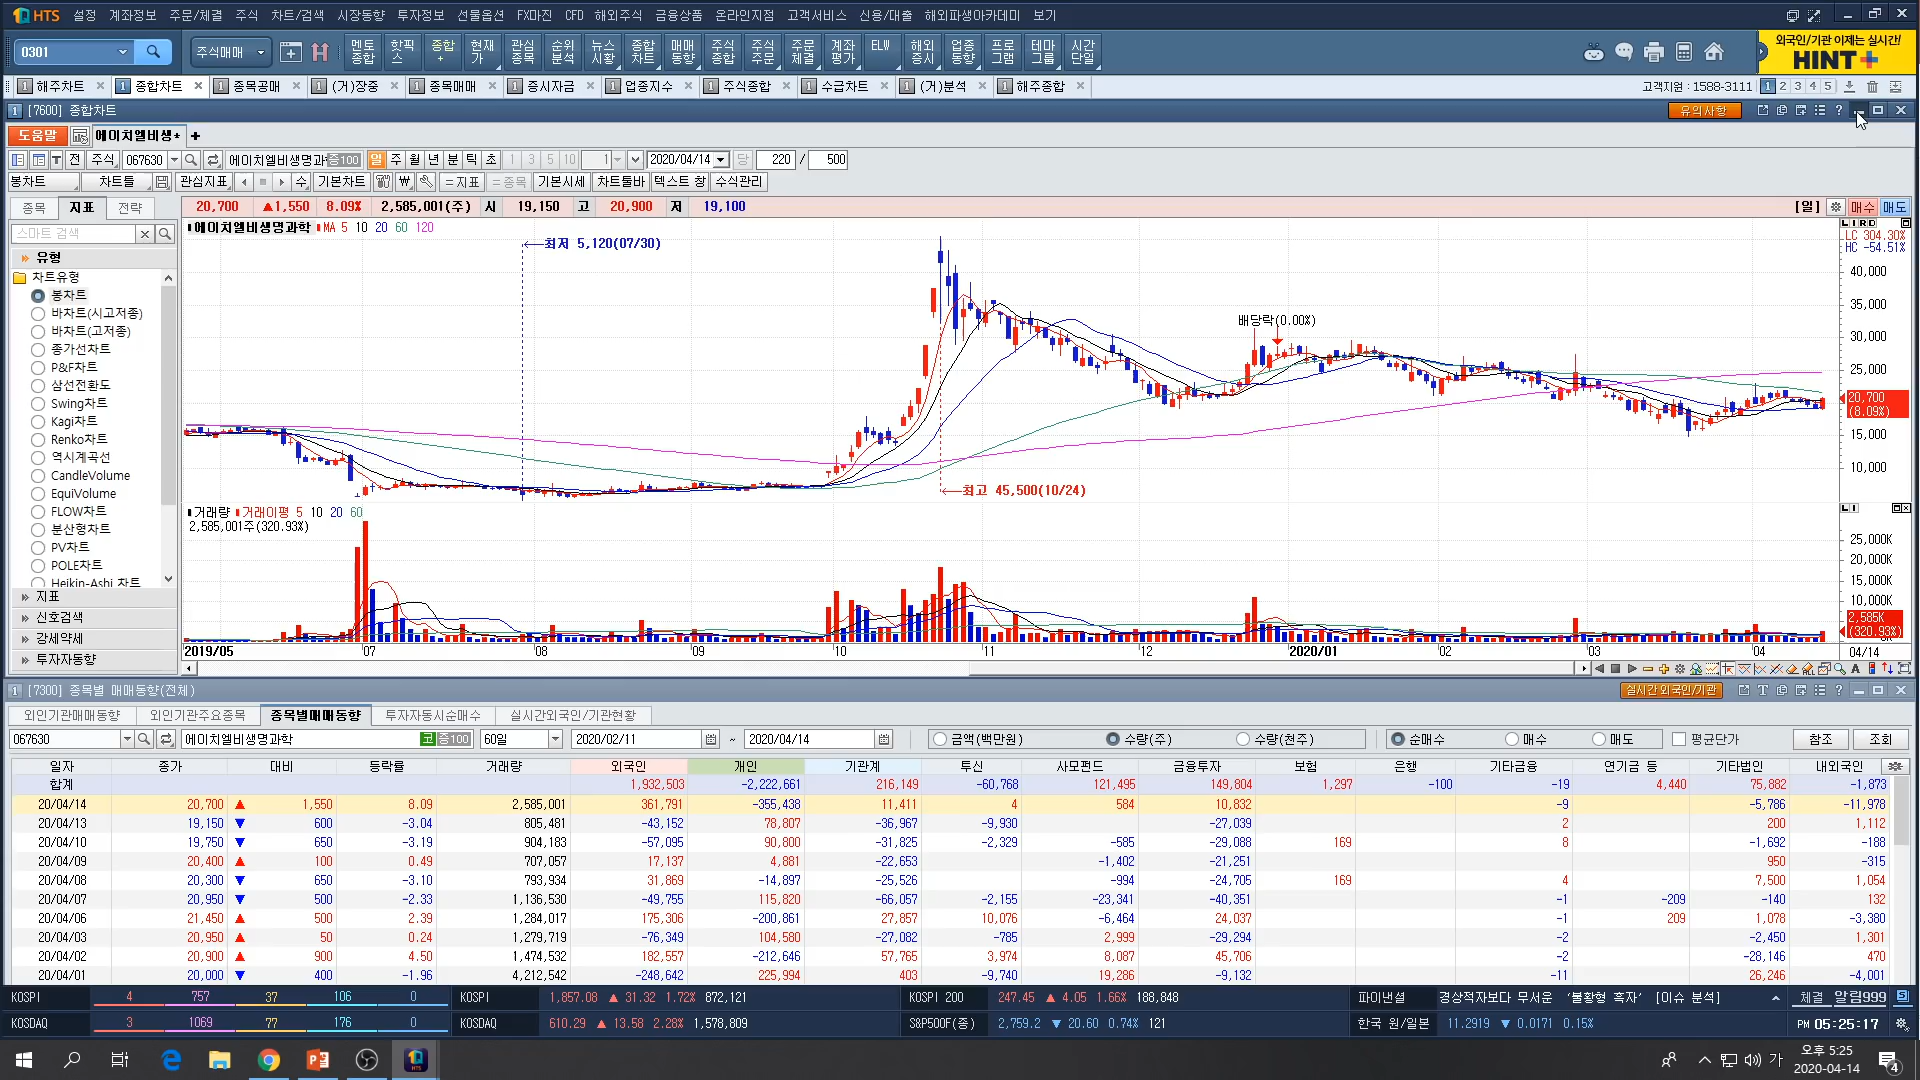 HTS 설정 계좌정보 주문/체결 주식 차트/검색 시장동향 투자정보 선물옵션 FX마진 CFD 해외주식 금융상품 온라인지점 고객서비스 신용/대출 해외파생아카데미 보기
0301 주식매매 멘토종합 핫픽스 종합+ 현재가 관심종목 순위분석 뉴스시황 종합차트 매매동향 주식종합 주식주문 주문체결 계좌평가 ELW 해외증시 업종동향 프로그램 테마그룹 시간단일
외국인/기관 이제는 실시간!
HINT+
1 해주차트 1 종합차트 1 종목공매 1 (거)장중 1 종목매매 1 증시자금 1 업종지수 1 주식종합 1 수급차트 1 (거)분석 1 해주종합 고객지원 : 1588-3111 1 2 3 4 5
1 [7600] 종합차트 유의사항
도움말 에이치엘비생* +
주식 067630 에이치엘비생명과 증100 일 주 월 년 분 틱 초 1 3 5 10 1 2020/04/14 당 220 / 500
봉차트 차트틀 관심지표 수 기본차트 =지표 =종목 기본시세 차트툴바 텍스트 창 수식관리
종목 지표 전략
20,700 ▲1,550 8.09% 2,585,001(주) 시 19,150 고 20,900 저 19,100 [일] 매수 매도
스마트 검색
유형
차트유형
봉차트
바차트(시고저종)
바차트(고저종)
종가선차트
P&F차트
삼선전환도
Swing차트
Kagi차트
Renko차트
역시계곡선
CandleVolume
EquiVolume
FLOW차트
분산형차트
PV차트
POLE차트
Heikin-Ashi 차트
지표
신호검색
강세약세
투자자동향
에이치엘비생명과학 MA 5 10 20 60 120
최저 5,120(07/30)
배당락(0.00%)
최고 45,500(10/24)
LC 304.30%
HC -54.51%
40,000
35,000
30,000
25,000
20,700
(8.09%)
15,000
10,000
거래량 거래이평 5 10 20 60
2,585,001주(320.93%)
25,000K
20,000K
15,000K
10,000K
2,585K
(320.93%)
2019/05 07 08 09 10 11 12 2020/01 02 03 04 04/14
1 [7300] 종목별 매매동향(전체) 실시간 외국인/기관
외인기관매매동향 외인기관주요종목 종목별매매동향 투자자동시순매수 실시간외국인/기관현황
067630 에이치엘비생명과학 코 증100 60일 2020/02/11 ~ 2020/04/14 금액(백만원) 수량(주) 수량(천주) 순매수 매수 매도 평균단가 참조 조회
일자 종가 대비 등락률 거래량 외국인 개인 기관계 투신 사모펀드 금융투자 보험 은행 기타금융 연기금 등 기타법인 내외국인
합계 1,932,503 -2,222,661 216,149 -60,768 121,495 149,804 1,297 -100 -19 4,440 75,882 -1,873
20/04/14 20,700 ▲ 1,550 8.09 2,585,001 361,791 -355,438 11,411 4 584 10,832 -9 -5,786 -11,978
20/04/13 19,150 ▼ 600 -3.04 805,481 -43,152 78,807 -36,967 -9,930 -27,039 2 200 1,112
20/04/10 19,750 ▼ 650 -3.19 904,183 -57,095 90,800 -31,825 -2,329 -585 -29,088 169 8 -1,692 -188
20/04/09 20,400 ▲ 100 0.49 707,057 17,137 4,881 -22,653 -1,402 -21,251 950 -315
20/04/08 20,300 ▼ 650 -3.10 793,934 31,869 -14,897 -25,526 -994 -24,705 169 4 7,500 1,054
20/04/07 20,950 ▼ 500 -2.33 1,136,530 -49,755 115,820 -66,057 -2,155 -23,341 -40,351 -1 -209 -140 132
20/04/06 21,450 ▲ 500 2.39 1,284,017 175,306 -200,861 27,857 10,076 -6,464 24,037 -1 209 1,078 -3,380
20/04/03 20,950 ▲ 50 0.24 1,279,719 -76,349 104,580 -27,082 -785 2,999 -29,294 -2 -2,450 1,301
20/04/02 20,900 ▲ 900 4.50 1,474,532 182,557 -212,646 57,765 3,974 8,087 45,706 -2 -28,146 470
20/04/01 20,000 ▼ 400 -1.96 4,212,542 -248,642 225,994 403 -9,740 19,286 -9,132 -11 26,246 -4,001
KOSPI 4 757 37 106 0 KOSPI 1,857.08 ▲ 31.32 1.72% 872,121 KOSPI 200 247.45 ▲ 4.05 1.66% 188,848 파이낸셜 경상적자보다 무서운 '불황형 흑자' [이슈 분석] 체결 알림999
KOSDAQ 3 1069 77 176 0 KOSDAQ 610.29 ▲ 13.58 2.28% 1,578,809 S&P500F(종) 2,759.2 ▼ 20.60 0.74% 121 한국 원/일본 11.2919 ▼ 0.0171 0.15% PM 05:25:17
가 오후 5:25
2020-04-14
4